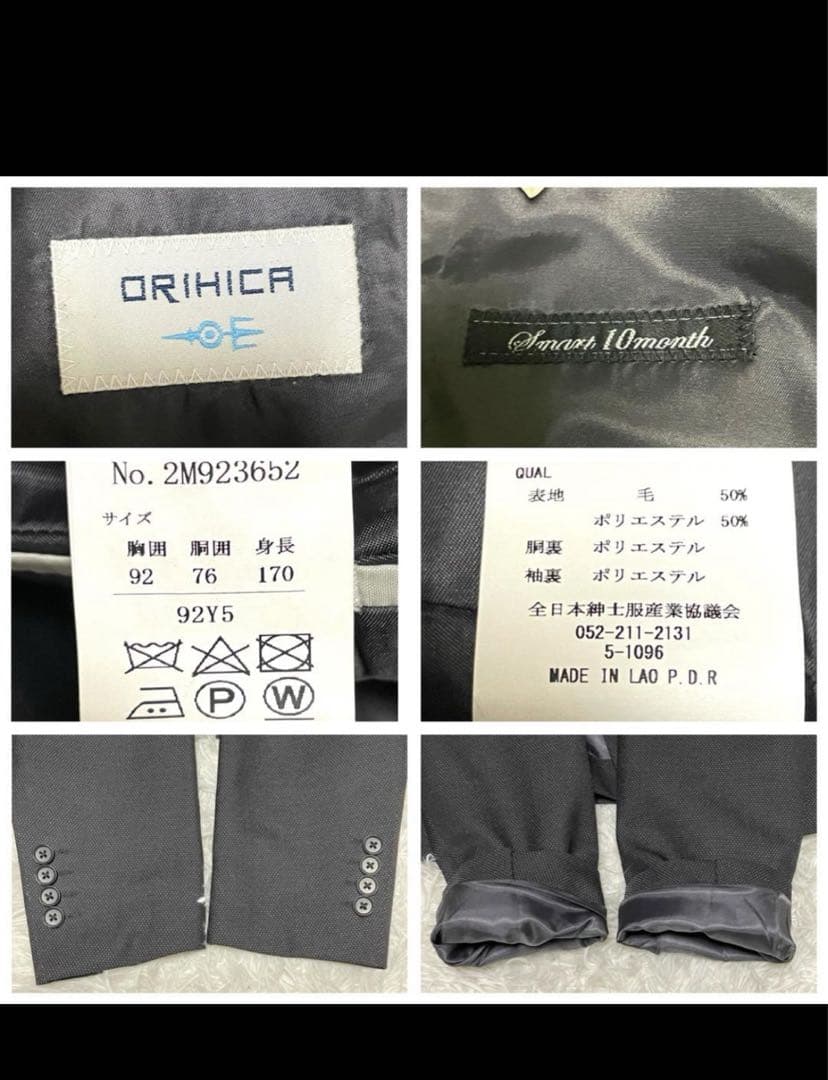 ORIHICA
Smart 10month
No. 2M923652
サイズ
胸囲 胴囲 身長
92 76 170
92Y5
P W
QUAL
表地 毛 50%
ポリエステル 50%
胴裏 ポリエステル
袖裏 ポリエステル
全日本紳士服産業協議会
052-211-2131
5-1096
MADE IN LAO P.D.R